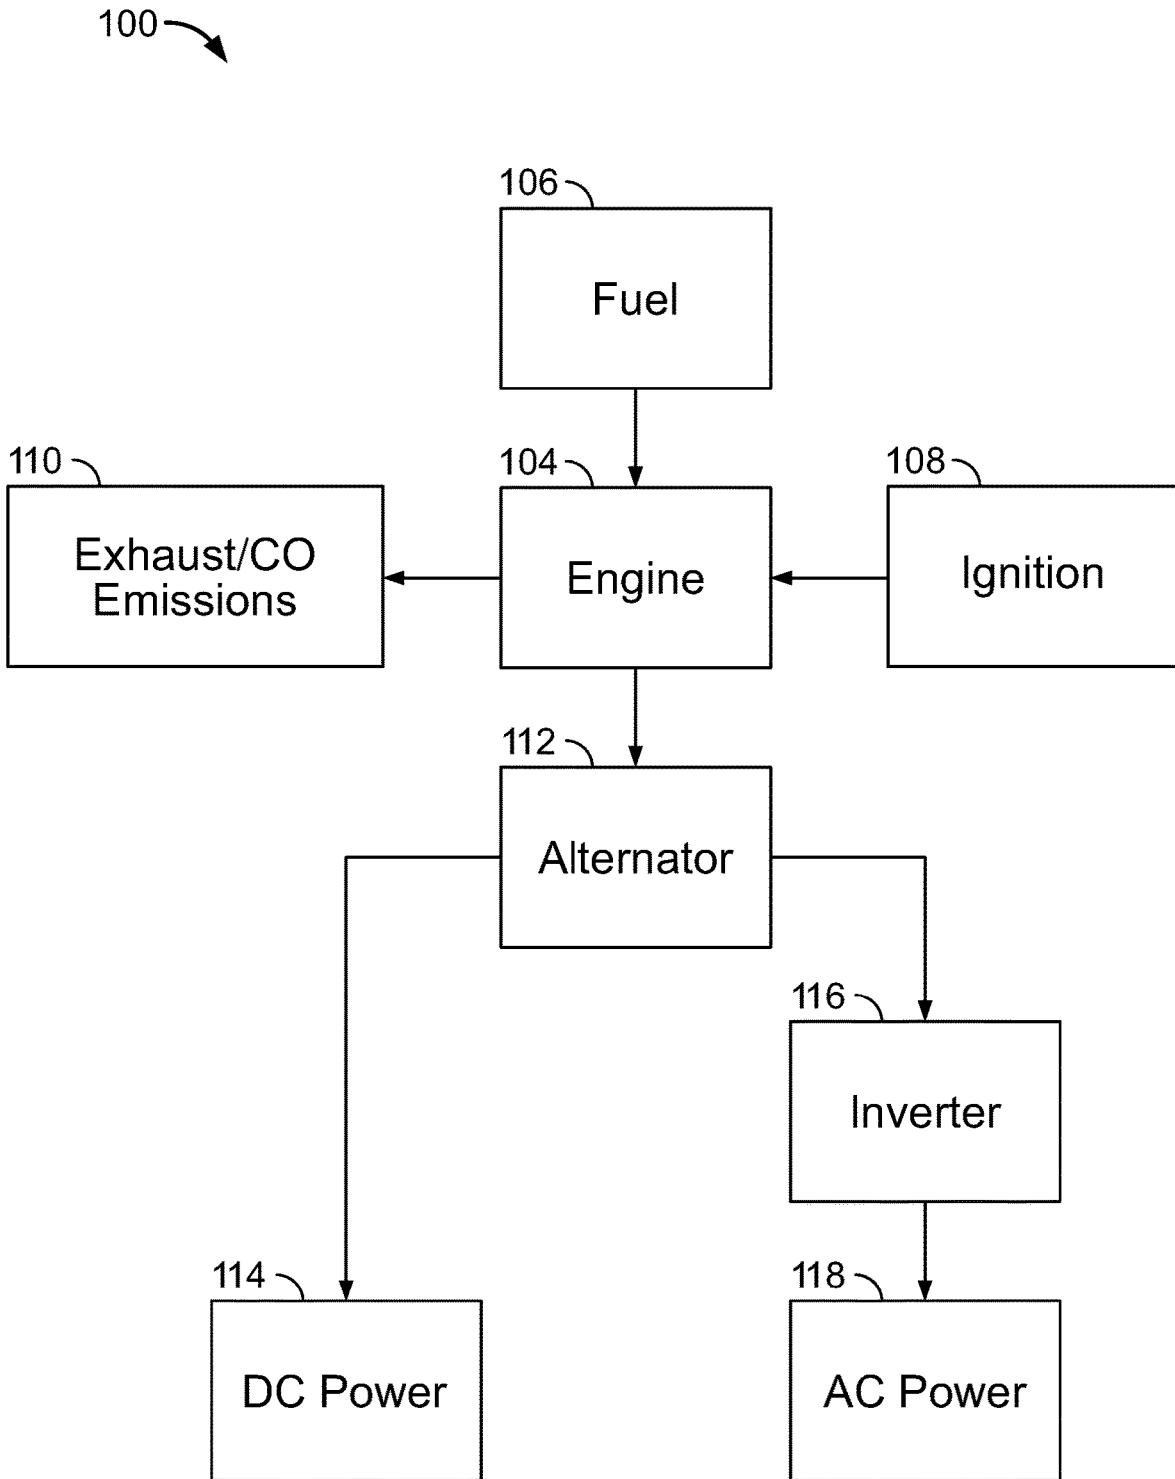 100
106
Fuel
110
104
108
Exhaust/CO
Emissions
Engine
Ignition
112
Alternator
116
Inverter
114
118
DC Power
AC Power